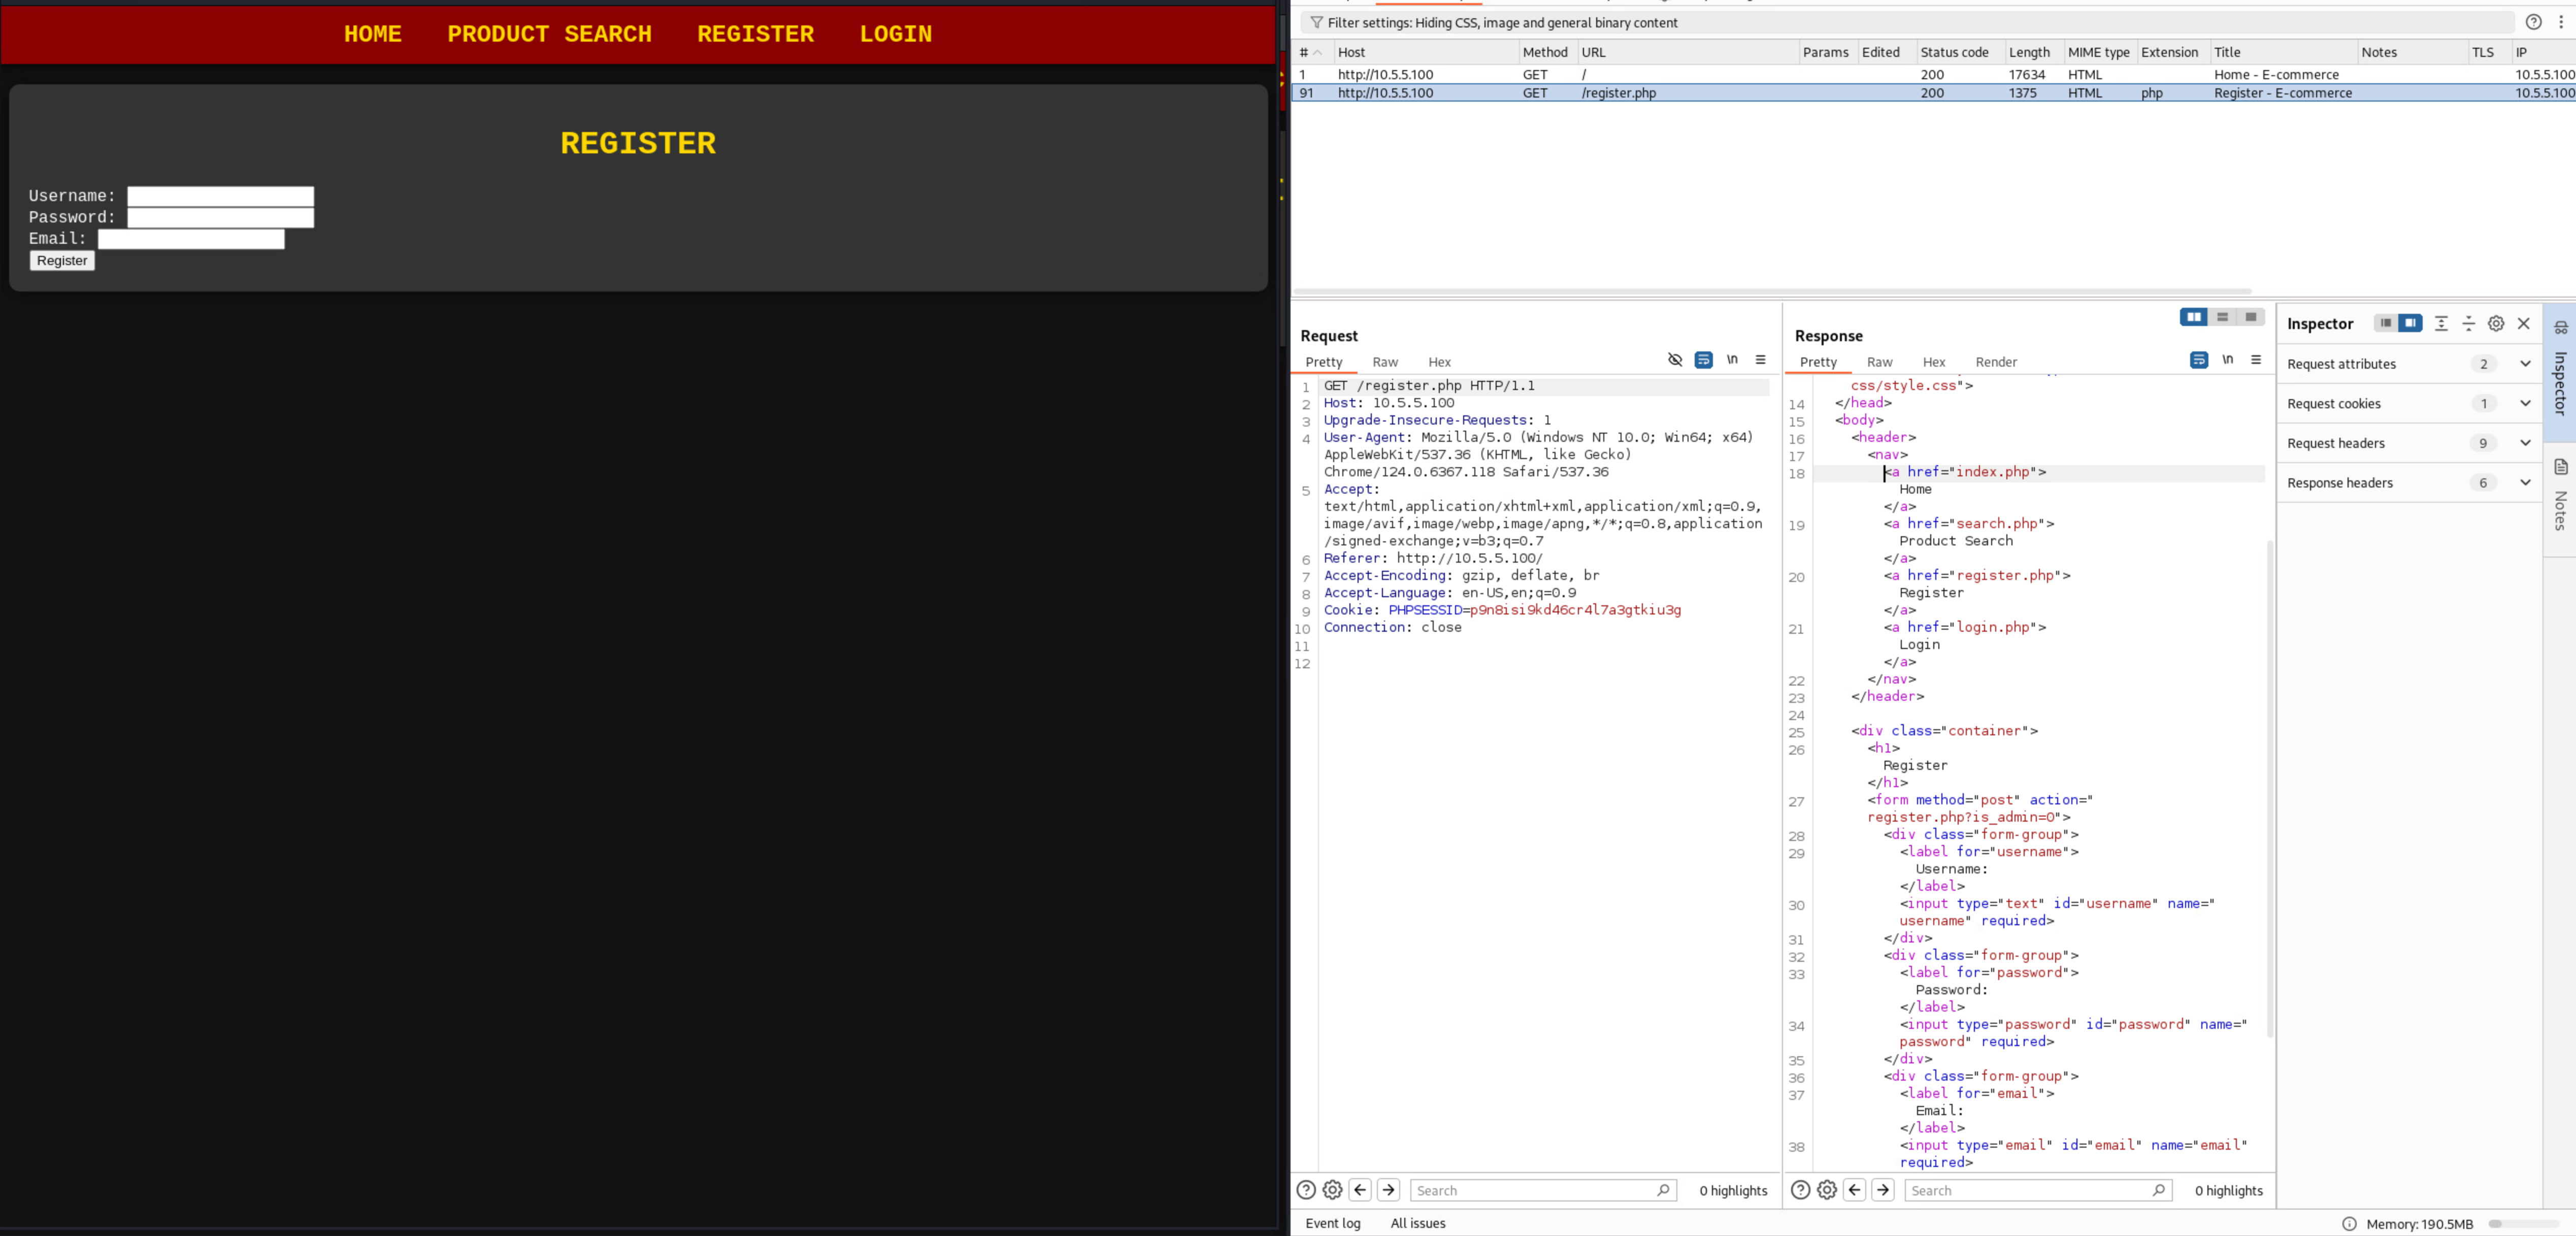 HOME PRODUCT SEARCH REGISTER LOGIN
REGISTER
Username:
Password:
Email:
Register
Filter settings: Hiding CSS, image and general binary content
# Host Method URL Params Edited Status code Length MIME type Extension Title Notes TLS IP
1 http://10.5.5.100 GET / 200 17634 HTML Home - E-commerce 10.5.5.100
91 http://10.5.5.100 GET /register.php 200 1375 HTML php Register - E-commerce 10.5.5.100
Request
Pretty Raw Hex
\n
1 GET /register.php HTTP/1.1
2 Host: 10.5.5.100
3 Upgrade-Insecure-Requests: 1
4 User-Agent: Mozilla/5.0 (Windows NT 10.0; Win64; x64)
AppleWebKit/537.36 (KHTML, like Gecko)
Chrome/124.0.6367.118 Safari/537.36
5 Accept:
text/html,application/xhtml+xml,application/xml;q=0.9,
image/avif,image/webp,image/apng,*/*;q=0.8,application
/signed-exchange;v=b3;q=0.7
6 Referer: http://10.5.5.100/
7 Accept-Encoding: gzip, deflate, br
8 Accept-Language: en-US,en;q=0.9
9 Cookie: PHPSESSID=p9n8isi9kd46cr4l7a3gtkiu3g
10 Connection: close
11
12
Search
0 highlights
Response
Pretty Raw Hex Render
\n
css/style.css">
14 </head>
15 <body>
16 <header>
17 <nav>
18 <a href="index.php">
Home
</a>
19 <a href="search.php">
Product Search
</a>
20 <a href="register.php">
Register
</a>
21 <a href="login.php">
Login
</a>
22 </nav>
23 </header>
24
25 <div class="container">
26 <h1>
Register
</h1>
27 <form method="post" action="
register.php?is_admin=0">
28 <div class="form-group">
29 <label for="username">
Username:
</label>
30 <input type="text" id="username" name="
username" required>
31 </div>
32 <div class="form-group">
33 <label for="password">
Password:
</label>
34 <input type="password" id="password" name="
password" required>
35 </div>
36 <div class="form-group">
37 <label for="email">
Email:
</label>
38 <input type="email" id="email" name="email"
required>
Search
0 highlights
Inspector
Request attributes 2
Request cookies 1
Request headers 9
Response headers 6
Inspector
Notes
Event log All issues
Memory: 190.5MB